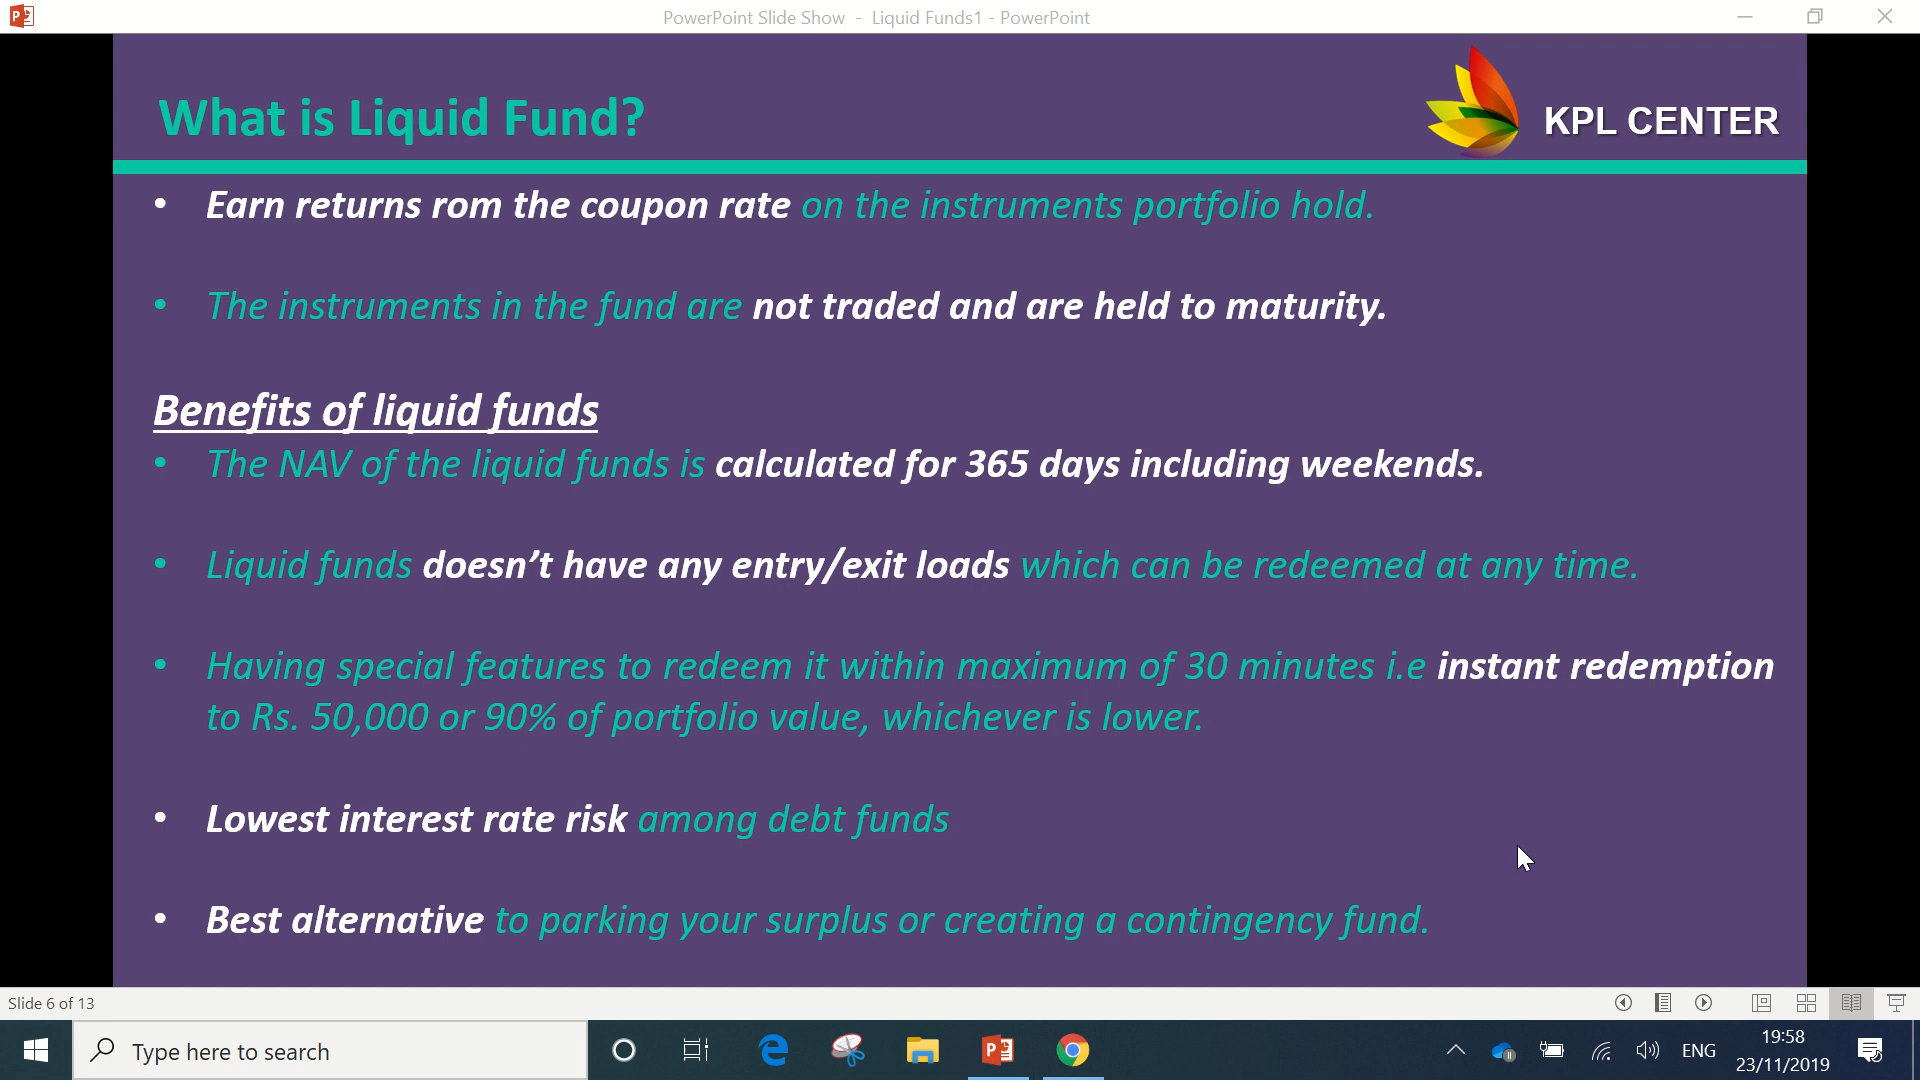 PowerPoint Slide Show - Liquid Funds1 - PowerPoint
What is Liquid Fund?
KPL CENTER
• Earn returns rom the coupon rate on the instruments portfolio hold.
• The instruments in the fund are not traded and are held to maturity.
Benefits of liquid funds
• The NAV of the liquid funds is calculated for 365 days including weekends.
• Liquid funds doesn’t have any entry/exit loads which can be redeemed at any time.
• Having special features to redeem it within maximum of 30 minutes i.e instant redemption
to Rs. 50,000 or 90% of portfolio value, whichever is lower.
• Lowest interest rate risk among debt funds
• Best alternative to parking your surplus or creating a contingency fund.
Slide 6 of 13
Type here to search
ENG
19:58
23/11/2019